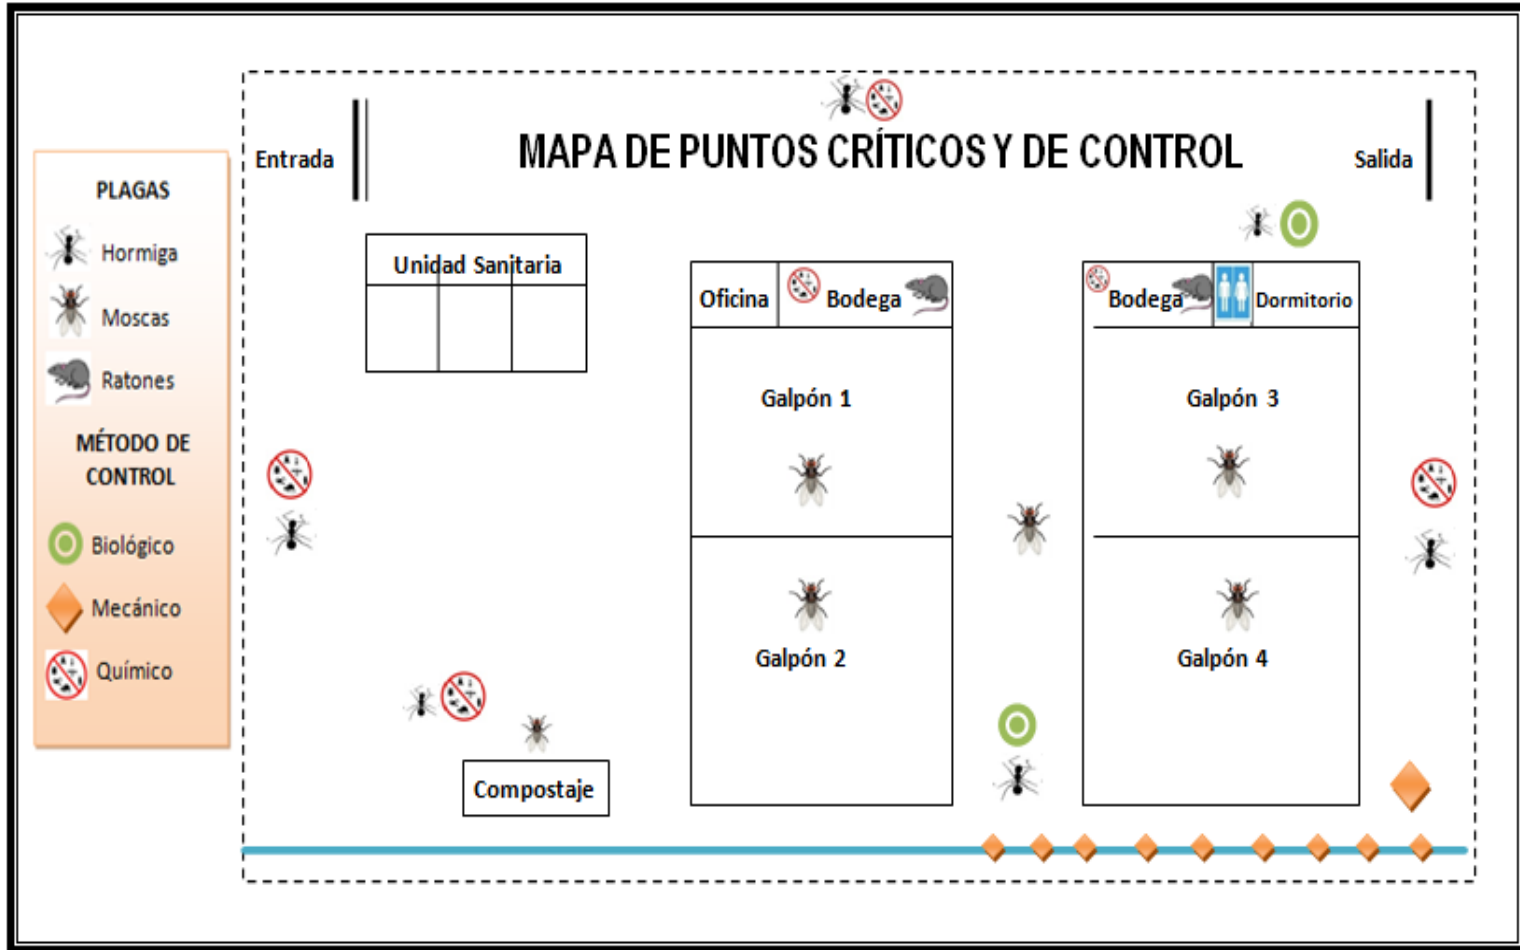 MAPA DE PUNTOS CRÍTICOS Y DE CONTROL
Entrada
Salida
PLAGAS
Hormiga
Moscas
Ratones
MÉTODO DE
CONTROL
Biológico
Mecánico
Químico
Unidad Sanitaria
Oficina
Bodega
Bodega
Dormitorio
Galpón 1
Galpón 3
Galpón 2
Galpón 4
Compostaje